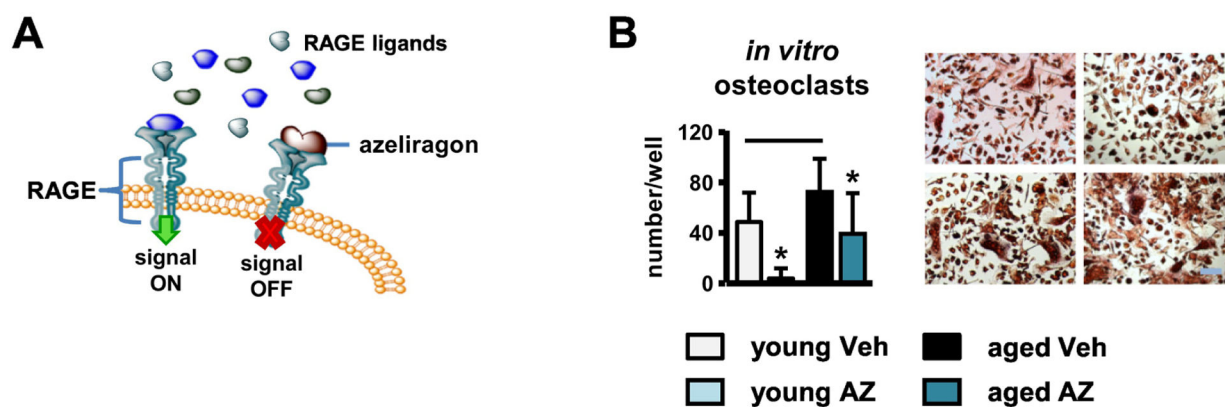 A
RAGE ligands
azeliragon
RAGE
signal
ON
signal
OFF
B
in vitro
osteoclasts
number/well
120
80
40
0
*
*
young Veh
aged Veh
young AZ
aged AZ